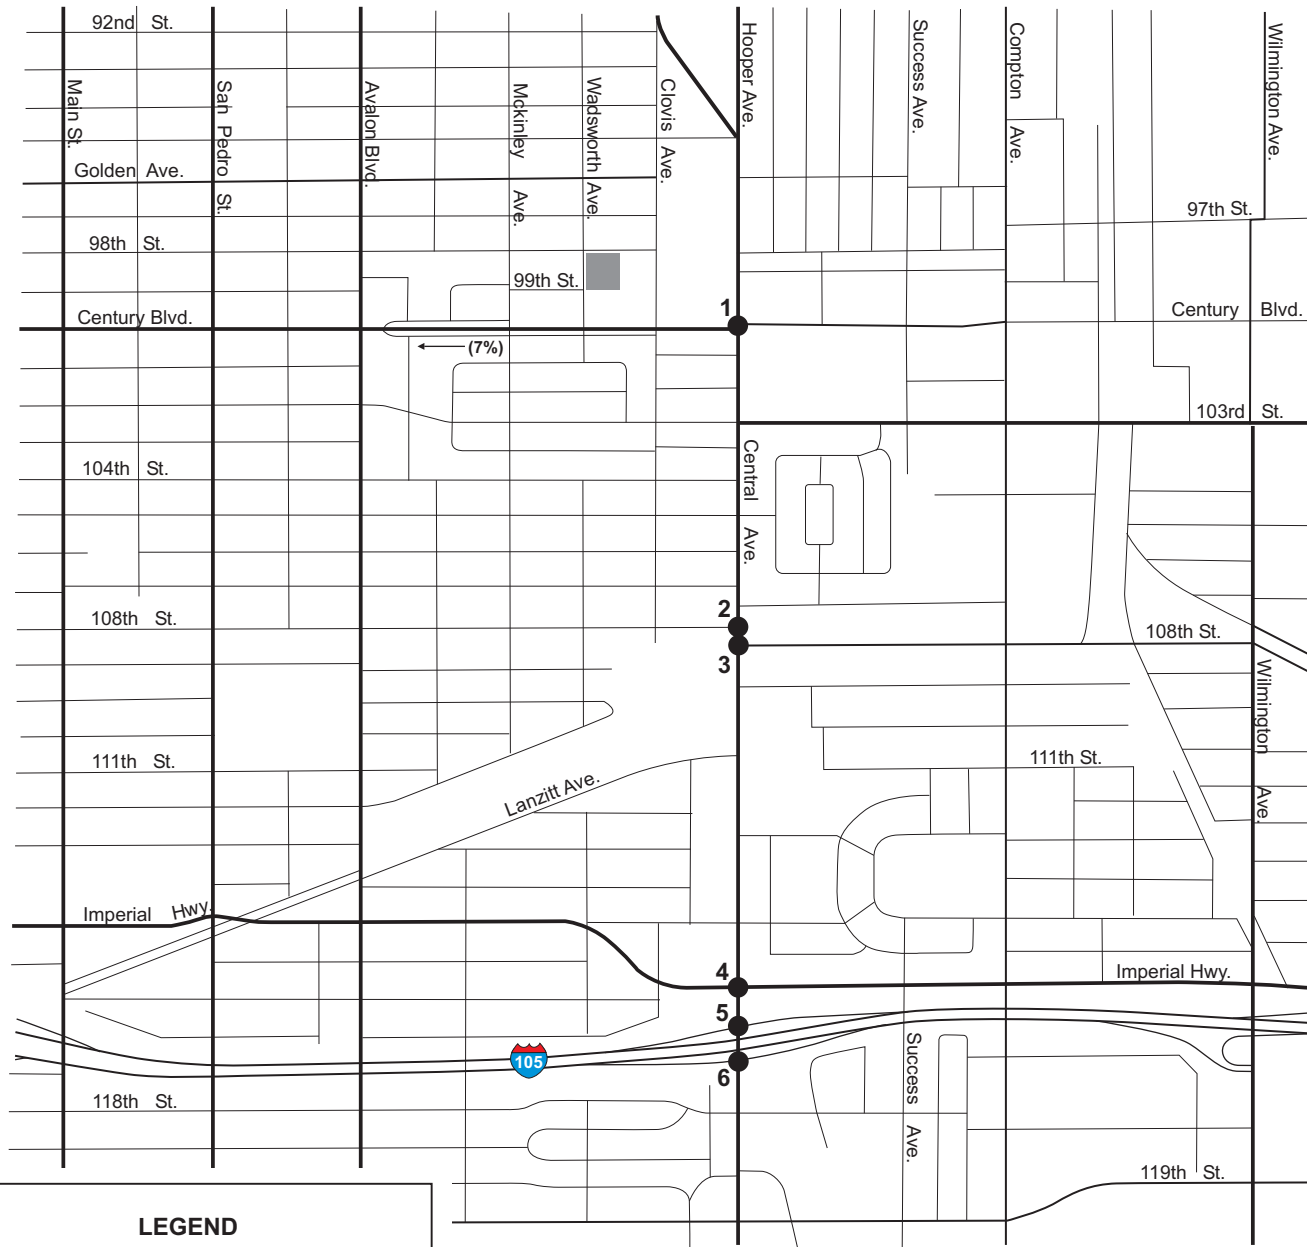 92nd St.
Main St.
San Pedro St.
Avalon Blvd.
Mckinley Ave.
Wadsworth Ave.
Clovis Ave.
Hooper Ave.
Success Ave.
Compton Ave.
Wilmington Ave.
Golden Ave.
97th St.
98th St.
99th St.
Century Blvd.
1
Century Blvd.
(7%)
103rd St.
104th St.
Central Ave.
2
108th St.
108th St.
3
Wilmington Ave.
111th St.
111th St.
Lanzitt Ave.
Imperial Hwy.
4
Imperial Hwy.
5
105
6
Success Ave.
118th St.
119th St.
LEGEND